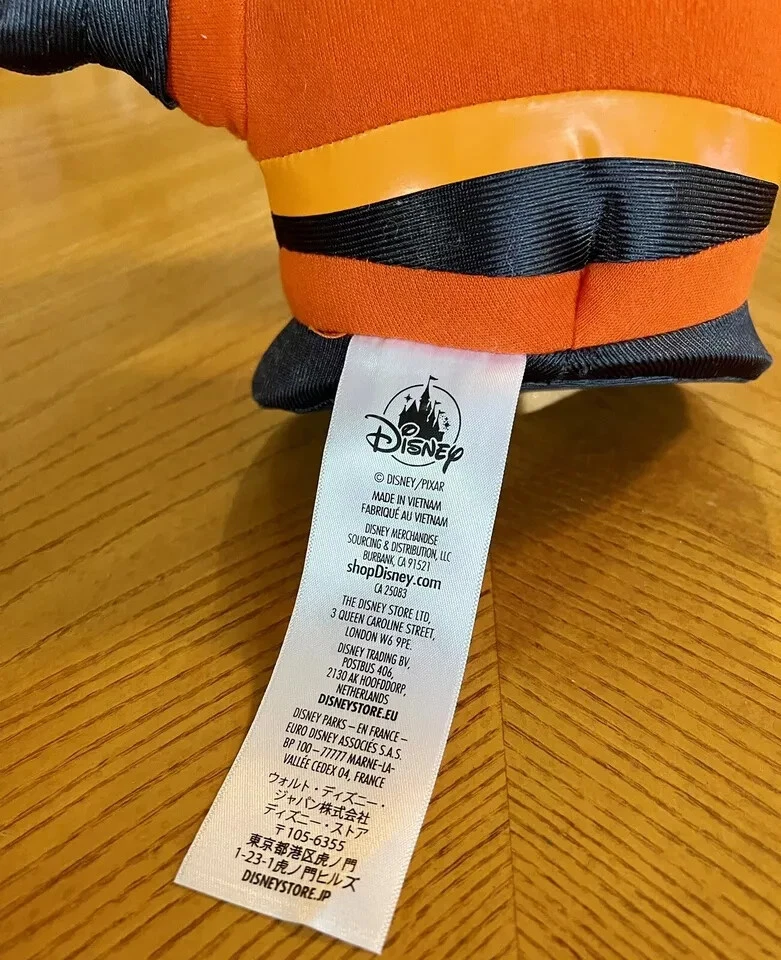 Disney
© DISNEY/PIXAR
MADE IN VIETNAM
FABRIQUÉ AU VIETNAM
DISNEY MERCHANDISE
SOURCING & DISTRIBUTION, LLC
BURBANK, CA 91521
shopDisney.com
CA 25083
THE DISNEY STORE LTD,
3 QUEEN CAROLINE STREET,
LONDON W6 9PE.
DISNEY TRADING BV.
POSTBUS 406,
2130 AK HOOFDDORP,
NETHERLANDS
DISNEYSTORE.EU
DISNEY PARKS – EN FRANCE –
EURO DISNEY ASSOCIÉS S.A.S.
BP 100 – 77777 MARNE-LA-
VALLÉE CEDEX 04, FRANCE
ウォルト・ディズニー・
ジャパン株式会社
ディズニー・ストア
〒105-6355
東京都港区虎ノ門
1-23-1虎ノ門ヒルズ
DISNEYSTORE.JP